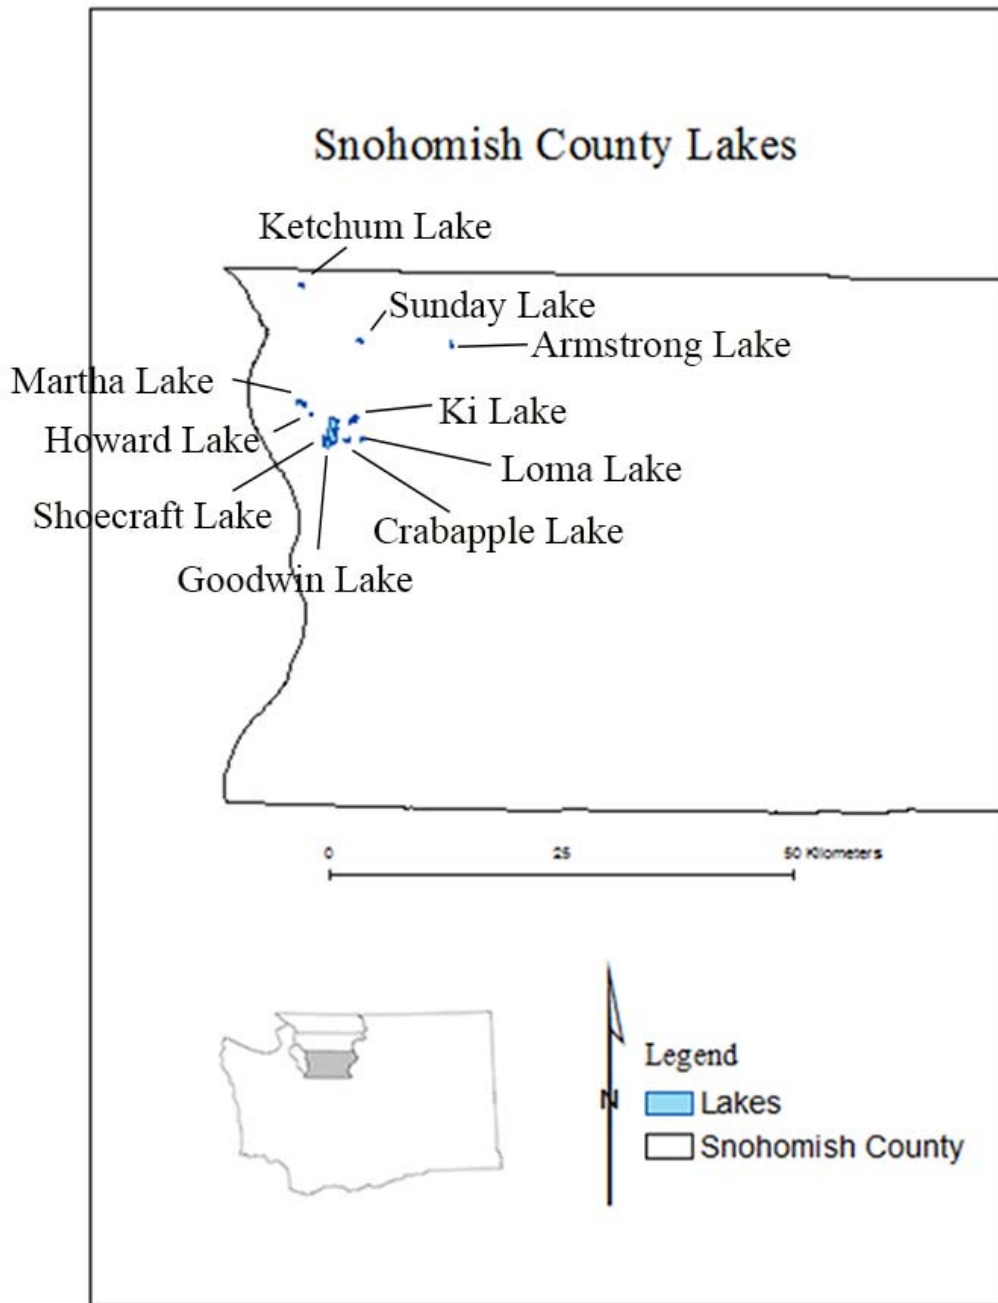 Snohomish County Lakes
Ketchum Lake
Sunday Lake
Armstrong Lake
Martha Lake
Ki Lake
Howard Lake
Loma Lake
Shoecraft Lake
Crabapple Lake
Goodwin Lake
0 25 50 Kilometers
Legend
N
Lakes
Snohomish County